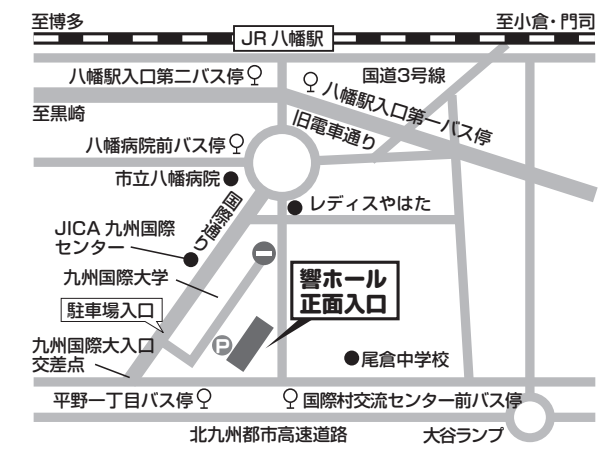 至博多
至小倉・門司
JR 八幡駅
八幡駅入口第二バス停
国道3号線
八幡駅入口第一バス停
至黒崎
旧電車通り
八幡病院前バス停
市立八幡病院
国際通り
レディスやはた
JICA 九州国際
センター
九州国際大学
響ホール
正面入口
駐車場入口
P
九州国際大入口
交差点
尾倉中学校
平野一丁目バス停
国際村交流センター前バス停
北九州都市高速道路
大谷ランプ